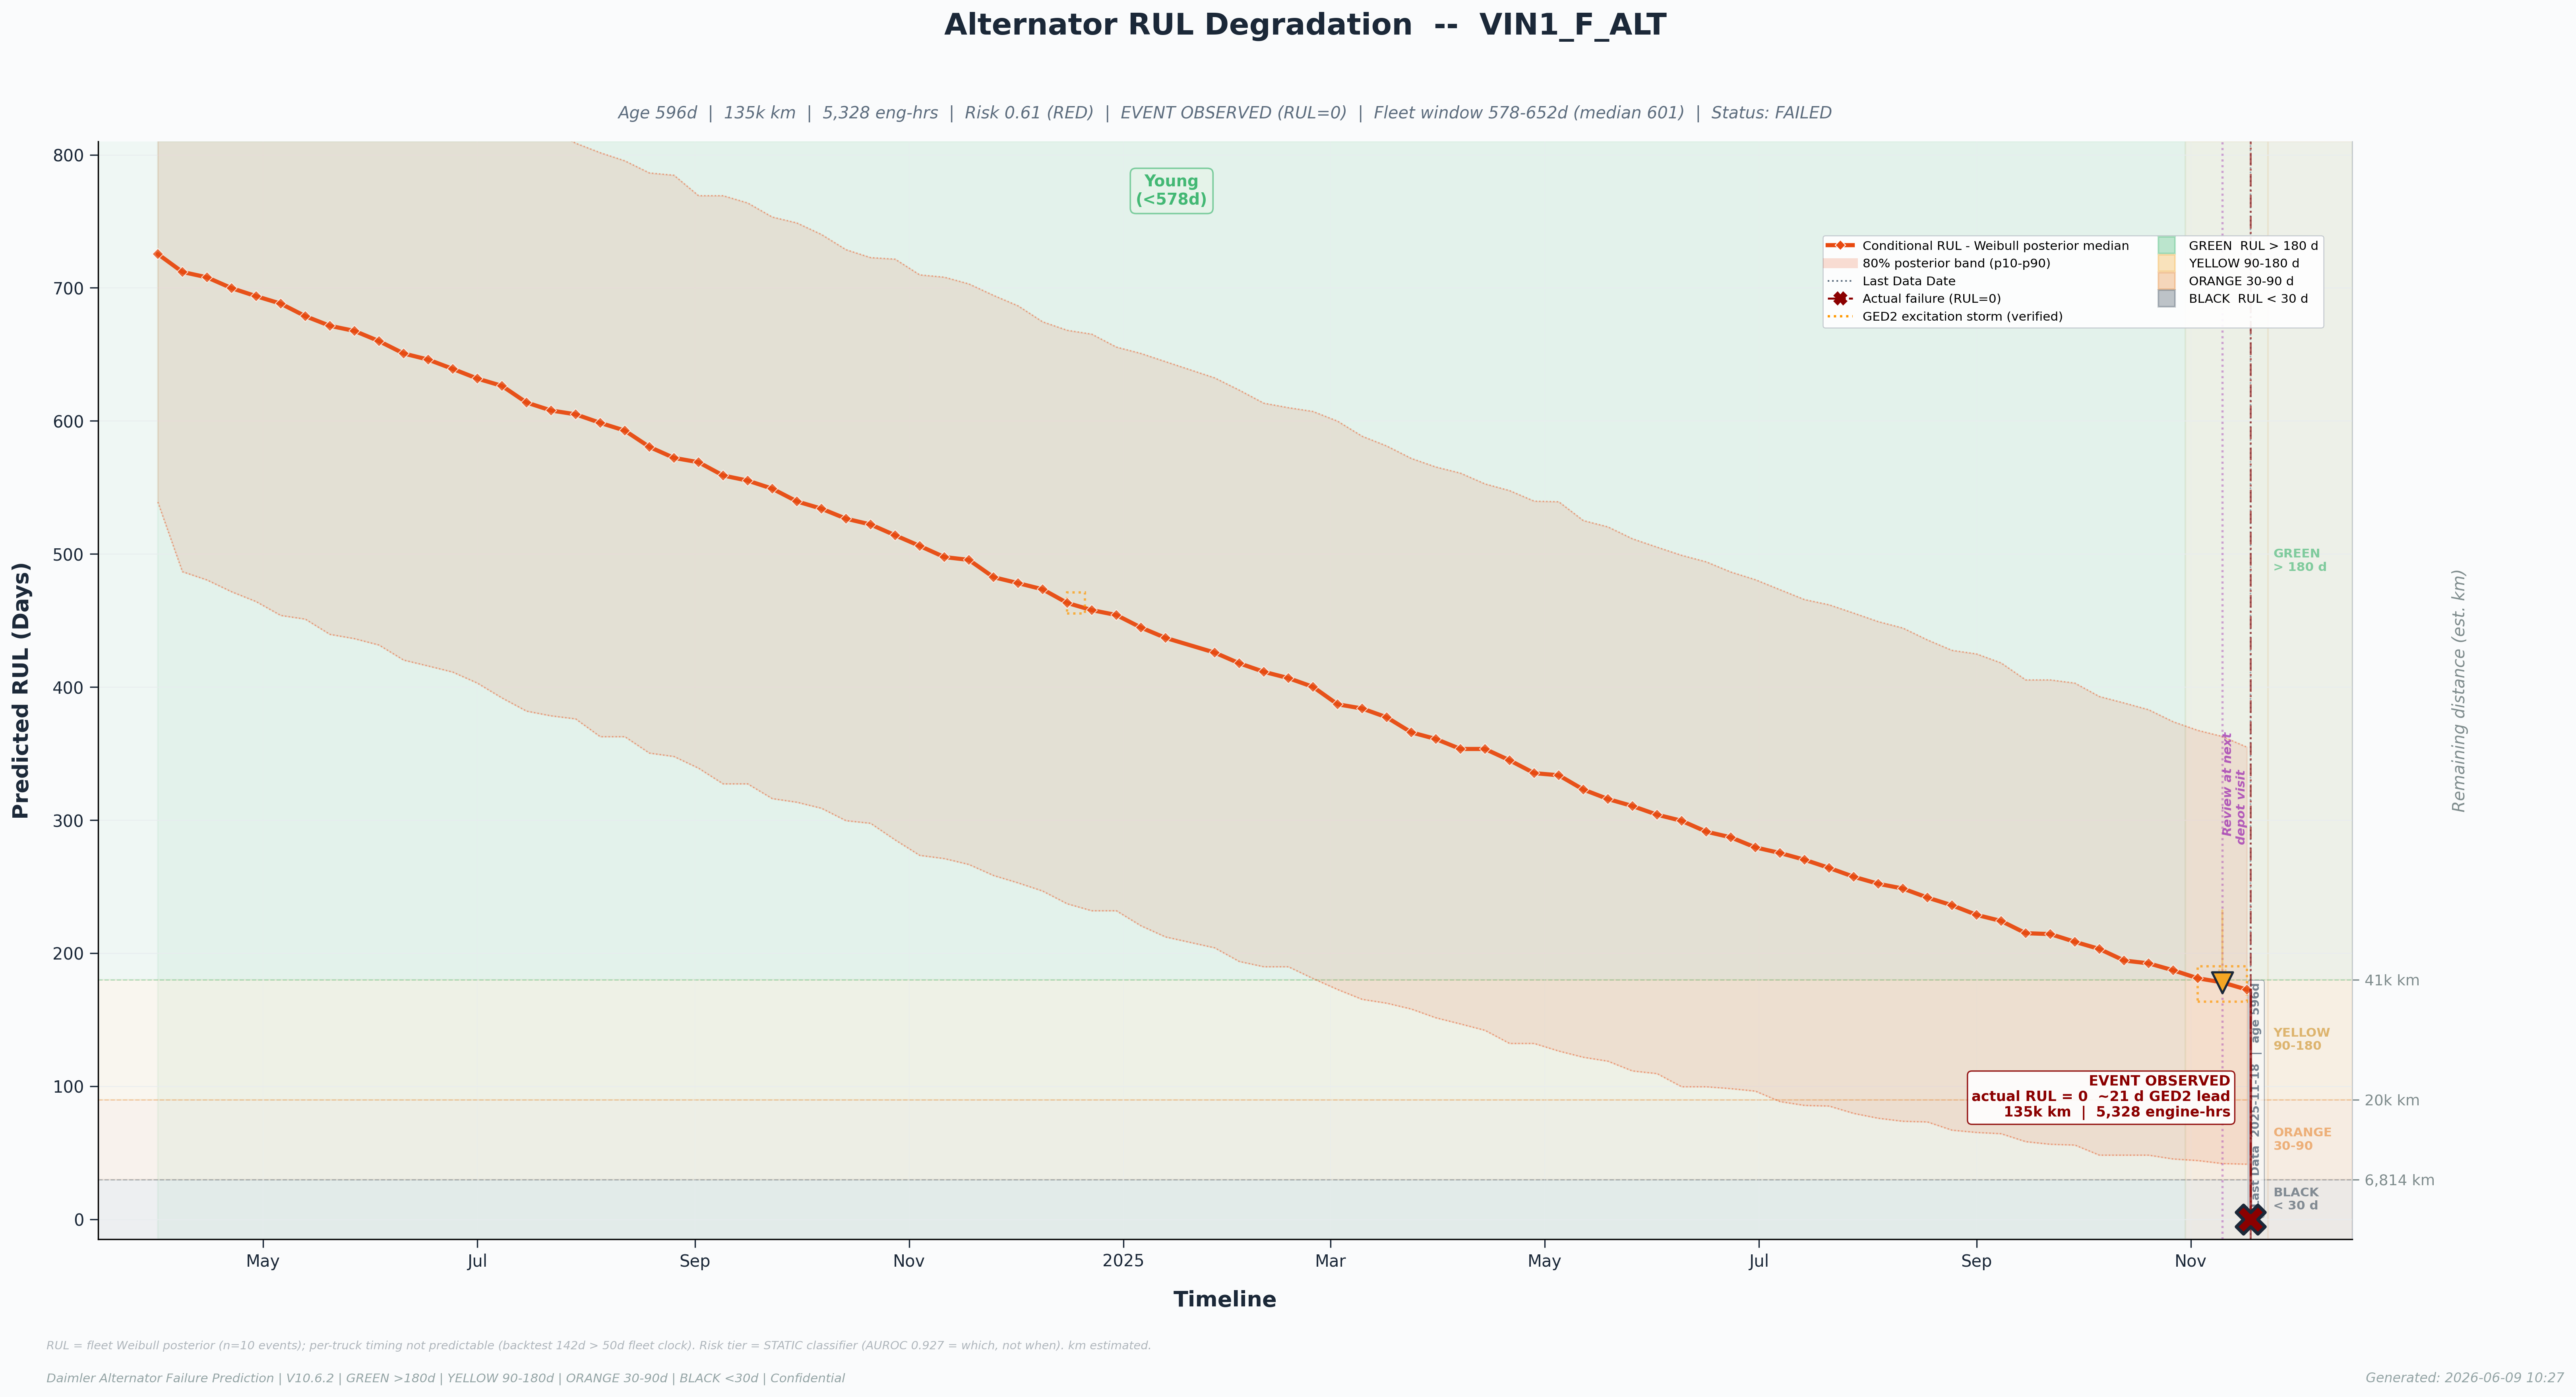 Alternator RUL Degradation  --  VIN1_F_ALT
Age 596d  |  135k km  |  5,328 eng-hrs  |  Risk 0.61 (RED)  |  EVENT OBSERVED (RUL=0)  |  Fleet window 578-652d (median 601)  |  Status: FAILED
Predicted RUL (Days)
800
700
600
500
400
300
200
100
0
Young
(<578d)
Conditional RUL - Weibull posterior median
80% posterior band (p10-p90)
Last Data Date
Actual failure (RUL=0)
GED2 excitation storm (verified)
GREEN  RUL > 180 d
YELLOW 90-180 d
ORANGE 30-90 d
BLACK  RUL < 30 d
GREEN
> 180 d
Review at next
depot visit
YELLOW
90-180
ORANGE
30-90
BLACK
< 30 d
EVENT OBSERVED
actual RUL = 0  ~21 d GED2 lead
135k km  |  5,328 engine-hrs
Last Data  2025-11-18  |  age 596d
41k km
20k km
6,814 km
Remaining distance (est. km)
May
Jul
Sep
Nov
2025
Mar
May
Jul
Sep
Nov
Timeline
RUL = fleet Weibull posterior (n=10 events); per-truck timing not predictable (backtest 142d > 50d fleet clock). Risk tier = STATIC classifier (AUROC 0.927 = which, not when). km estimated.
Daimler Alternator Failure Prediction | V10.6.2 | GREEN >180d | YELLOW 90-180d | ORANGE 30-90d | BLACK <30d | Confidential
Generated: 2026-06-09 10:27